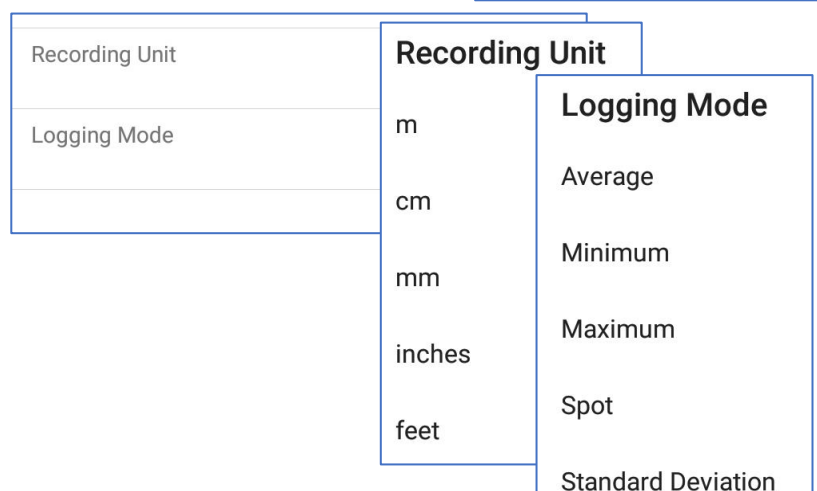 Recording Unit
Logging Mode
Recording Unit
m
cm
mm
inches
feet
Logging Mode
Average
Minimum
Maximum
Spot
Standard Deviation